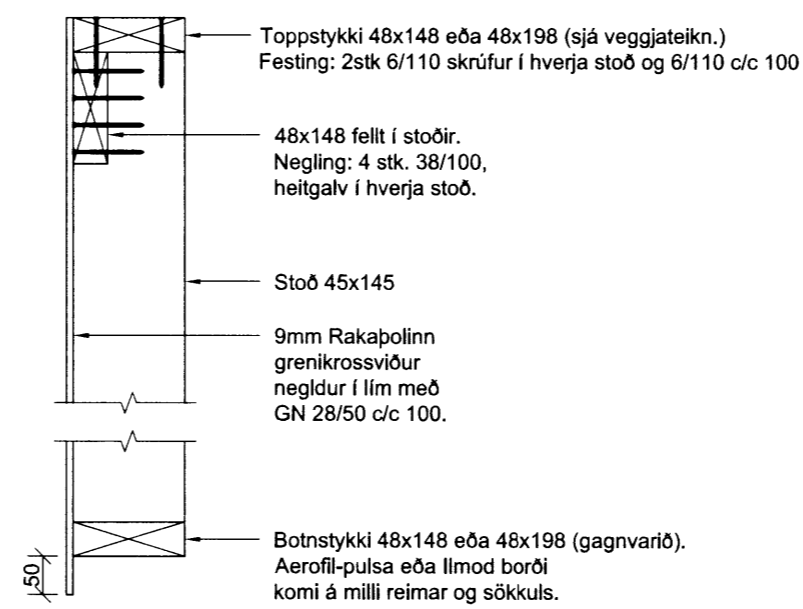 Toppstykki 48x148 eða 48x198 (sjá veggjateikn.)
Festing: 2stk 6/110 skrúfur í hverja stoð og 6/110 c/c 100
48x148 fellt í stoðir.
Negling: 4 stk. 38/100,
heitgalv í hverja stoð.
Stoð 45x145
9mm Rakaþolinn
grenikrossviður
negldur í lím með
GN 28/50 c/c 100.
Botnstykki 48x148 eða 48x198 (gagnvarið).
Aerofil-pulsa eða Ilmod borði
komi á milli reimar og sökkuls.
50